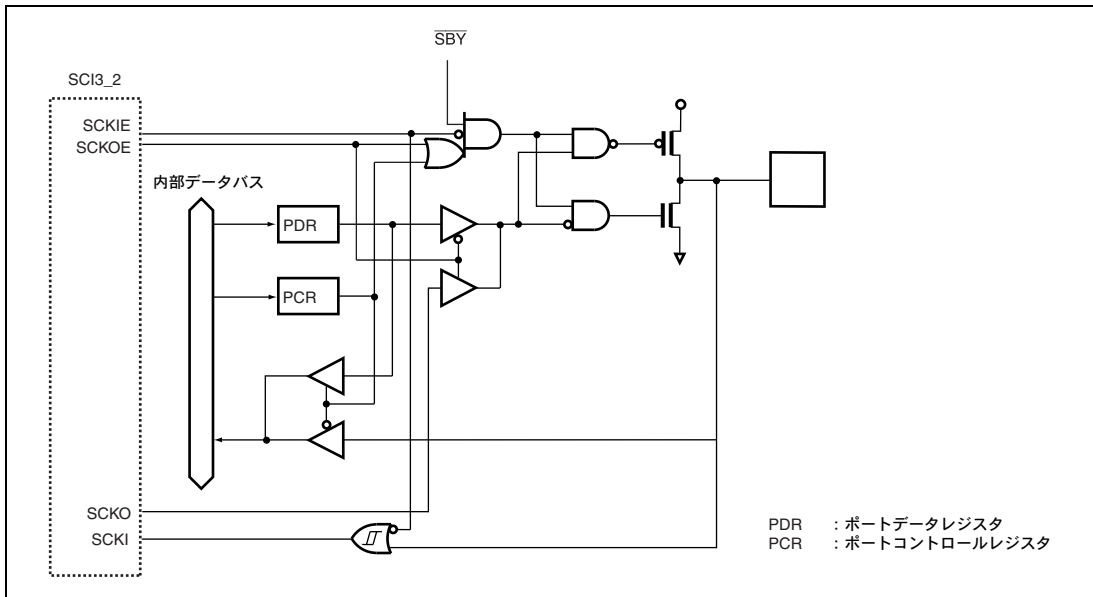 SBY
SCI3_2
SCKIE
SCKOE
内部データバス
PDR
PCR
SCKO
SCKI
PDR :ポートデータレジスタ
PCR :ポートコントロールレジスタ